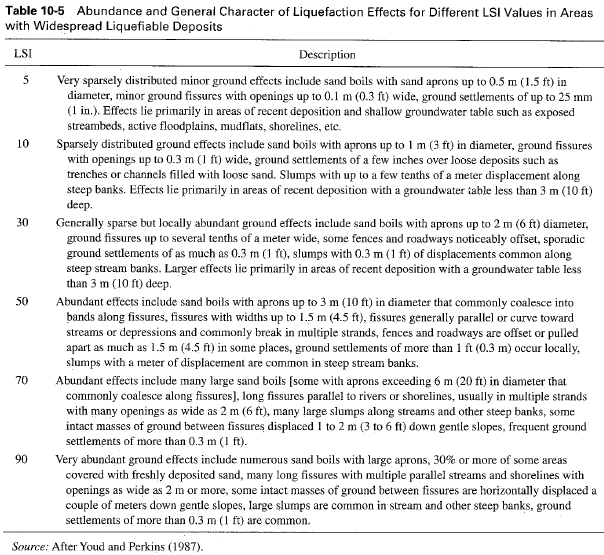 Table 10-5 Abundance and General Character of Liquefaction Effects for Different LSI Values in Areas
with Widespread Liquefiable Deposits
LSI Description
5 Very sparsely distributed minor ground effects include sand boils with sand aprons up to 0.5 m (1.5 ft) in
diameter, minor ground fissures with openings up to 0.1 m (0.3 ft) wide, ground settlements of up to 25 mm
(1 in.). Effects lie primarily in areas of recent deposition and shallow groundwater table such as exposed
streambeds, active floodplains, mudflats, shorelines, etc.
10 Sparsely distributed ground effects include sand boils with aprons up to 1 m (3 ft) in diameter, ground fissures
with openings up to 0.3 m (1 ft) wide, ground settlements of a few inches over loose deposits such as
trenches or channels filled with loose sand. Slumps with up to a few tenths of a meter displacement along
steep banks. Effects lie primarily in areas of recent deposition with a groundwater table less than 3 m (10 ft)
deep.
30 Generally sparse but locally abundant ground effects include sand boils with aprons up to 2 m (6 ft) diameter,
ground fissures up to several tenths of a meter wide, some fences and roadways noticeably offset, sporadic
ground settlements of as much as 0.3 m (1 ft), slumps with 0.3 m (1 ft) of displacements common along
steep stream banks. Larger effects lie primarily in areas of recent deposition with a groundwater table less
than 3 m (10 ft) deep.
50 Abundant effects include sand boils with aprons up to 3 m (10 ft) in diameter that commonly coalesce into
bands along fissures, fissures with widths up to 1.5 m (4.5 ft), fissures generally parallel or curve toward
streams or depressions and commonly break in multiple strands, fences and roadways are offset or pulled
apart as much as 1.5 m (4.5 ft) in some places, ground settlements of more than 1 ft (0.3 m) occur locally,
slumps with a meter of displacement are common in steep stream banks.
70 Abundant effects include many large sand boils [some with aprons exceeding 6 m (20 ft) in diameter that
commonly coalesce along fissures], long fissures parallel to rivers or shorelines, usually in multiple strands
with many openings as wide as 2 m (6 ft), many large slumps along streams and other steep banks, some
intact masses of ground between fissures displaced 1 to 2 m (3 to 6 ft) down gentle slopes, frequent ground
settlements of more than 0.3 m (1 ft).
90 Very abundant ground effects include numerous sand boils with large aprons, 30% or more of some areas
covered with freshly deposited sand, many long fissures with multiple parallel streams and shorelines with
openings as wide as 2 m or more, some intact masses of ground between fissures are horizontally displaced a
couple of meters down gentle slopes, large slumps are common in stream and other steep banks, ground
settlements of more than 0.3 m (1 ft) are common.
Source: After Youd and Perkins (1987).